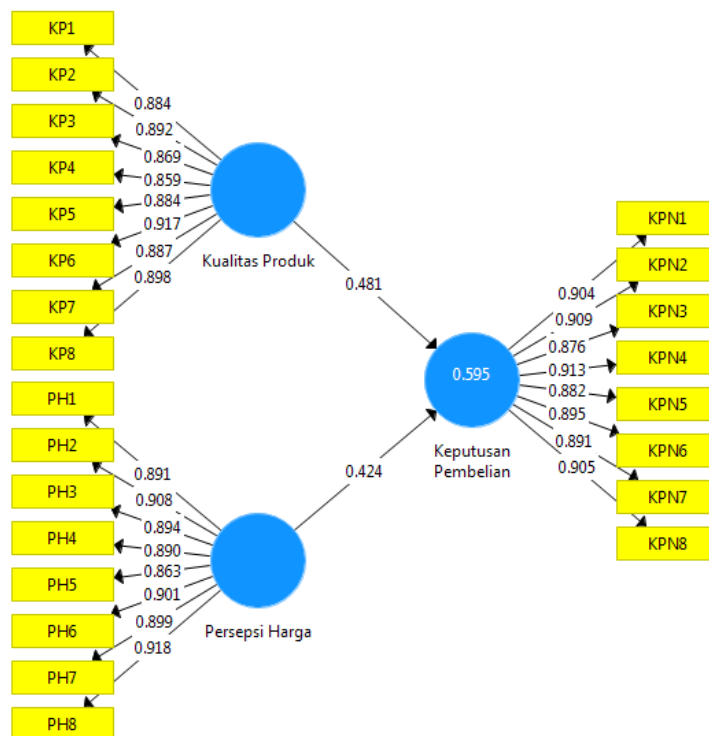 KP1
KP2
KP3
KP4
KP5
KP6
KP7
KP8
0.884
0.892
0.869
0.859
0.884
0.917
0.887
0.898
Kualitas Produk
0.481
PH1
PH2
PH3
PH4
PH5
PH6
PH7
PH8
0.891
0.908
0.894
0.890
0.863
0.901
0.899
0.918
Persepsi Harga
0.424
0.595
Keputusan
Pembelian
0.904
0.909
0.876
0.913
0.882
0.895
0.891
0.905
KPN1
KPN2
KPN3
KPN4
KPN5
KPN6
KPN7
KPN8